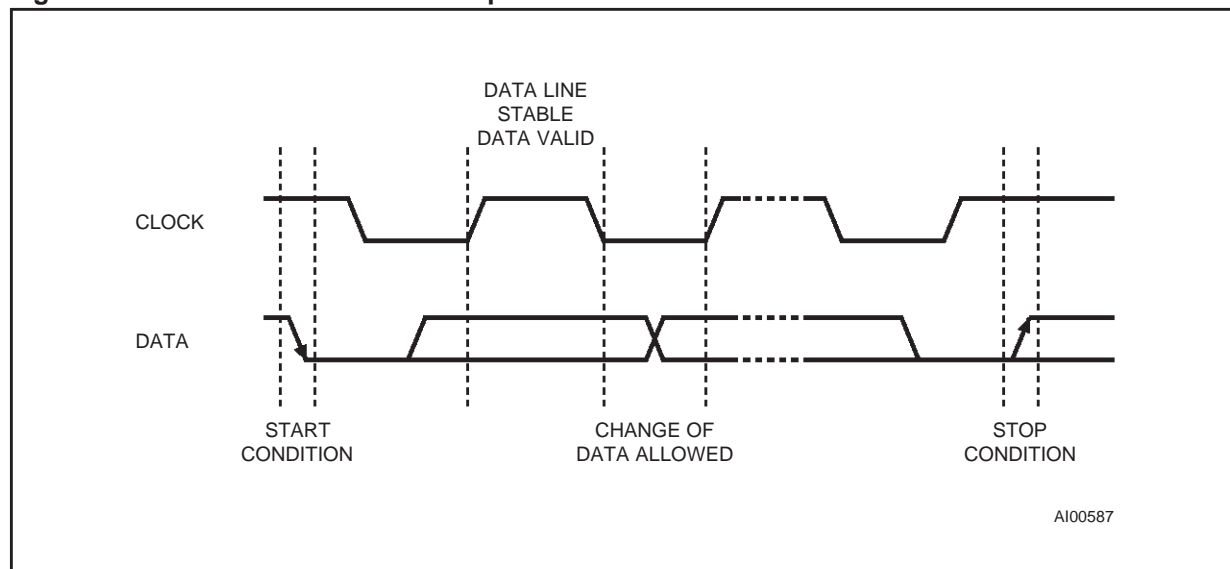 DATA LINE
STABLE
DATA VALID
CLOCK
DATA
START
CONDITION
CHANGE OF
DATA ALLOWED
STOP
CONDITION
AI00587